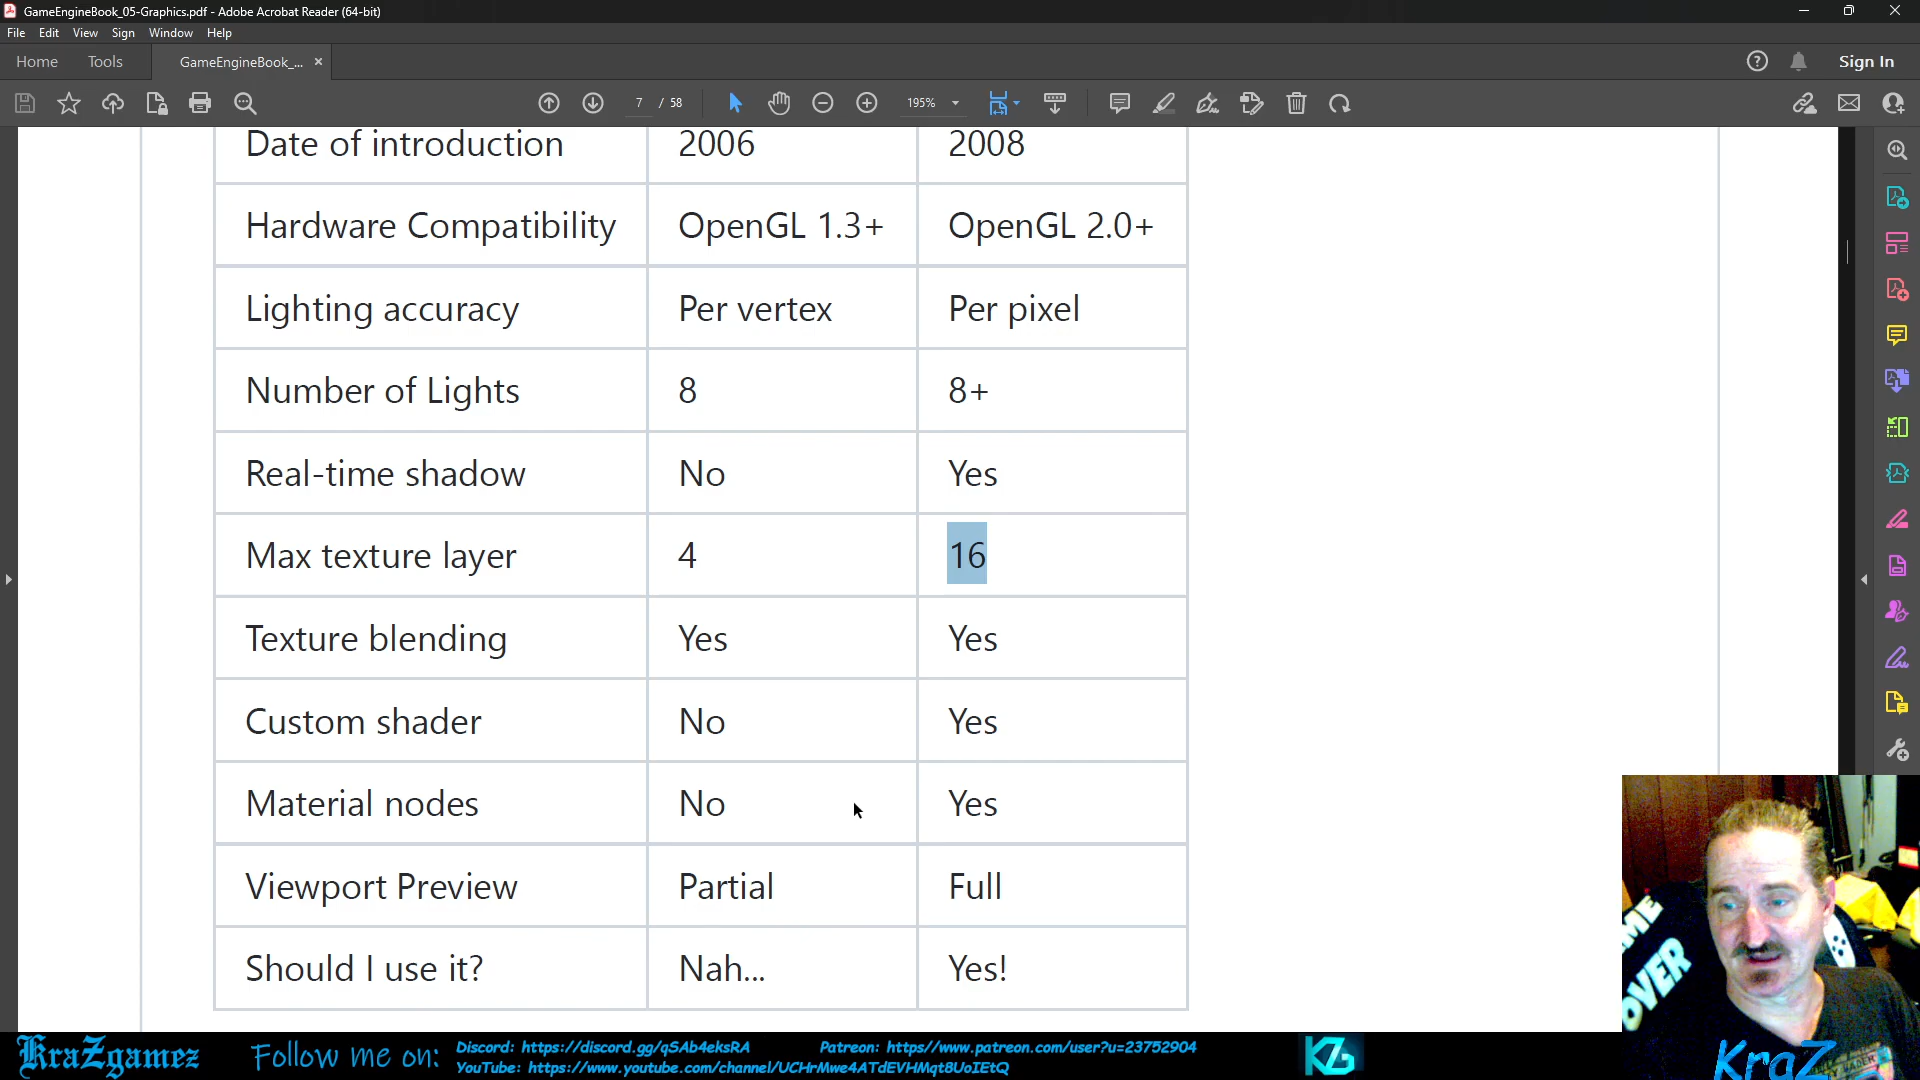 GameEngineBook_05-Graphics.pdf - Adobe Acrobat Reader (64-bit)
File Edit View Sign Window Help
Home Tools GameEngineBook_... × Sign In
7 / 58 195%
Date of introduction 2006 2008
Hardware Compatibility OpenGL 1.3+ OpenGL 2.0+
Lighting accuracy Per vertex Per pixel
Number of Lights 8 8+
Real-time shadow No Yes
Max texture layer 4 16
Texture blending Yes Yes
Custom shader No Yes
Material nodes No Yes
Viewport Preview Partial Full
Should I use it? Nah... Yes!
OVER
KraZgamez Follow me on: Discord: https://discord.gg/qSAb4eksRA Patreon: https//www.patreon.com/user?u=23752904 KG
YouTube: https://www.youtube.com/channel/UCHrMwe4ATdEVHMqt8UoIEtQ
KraZ